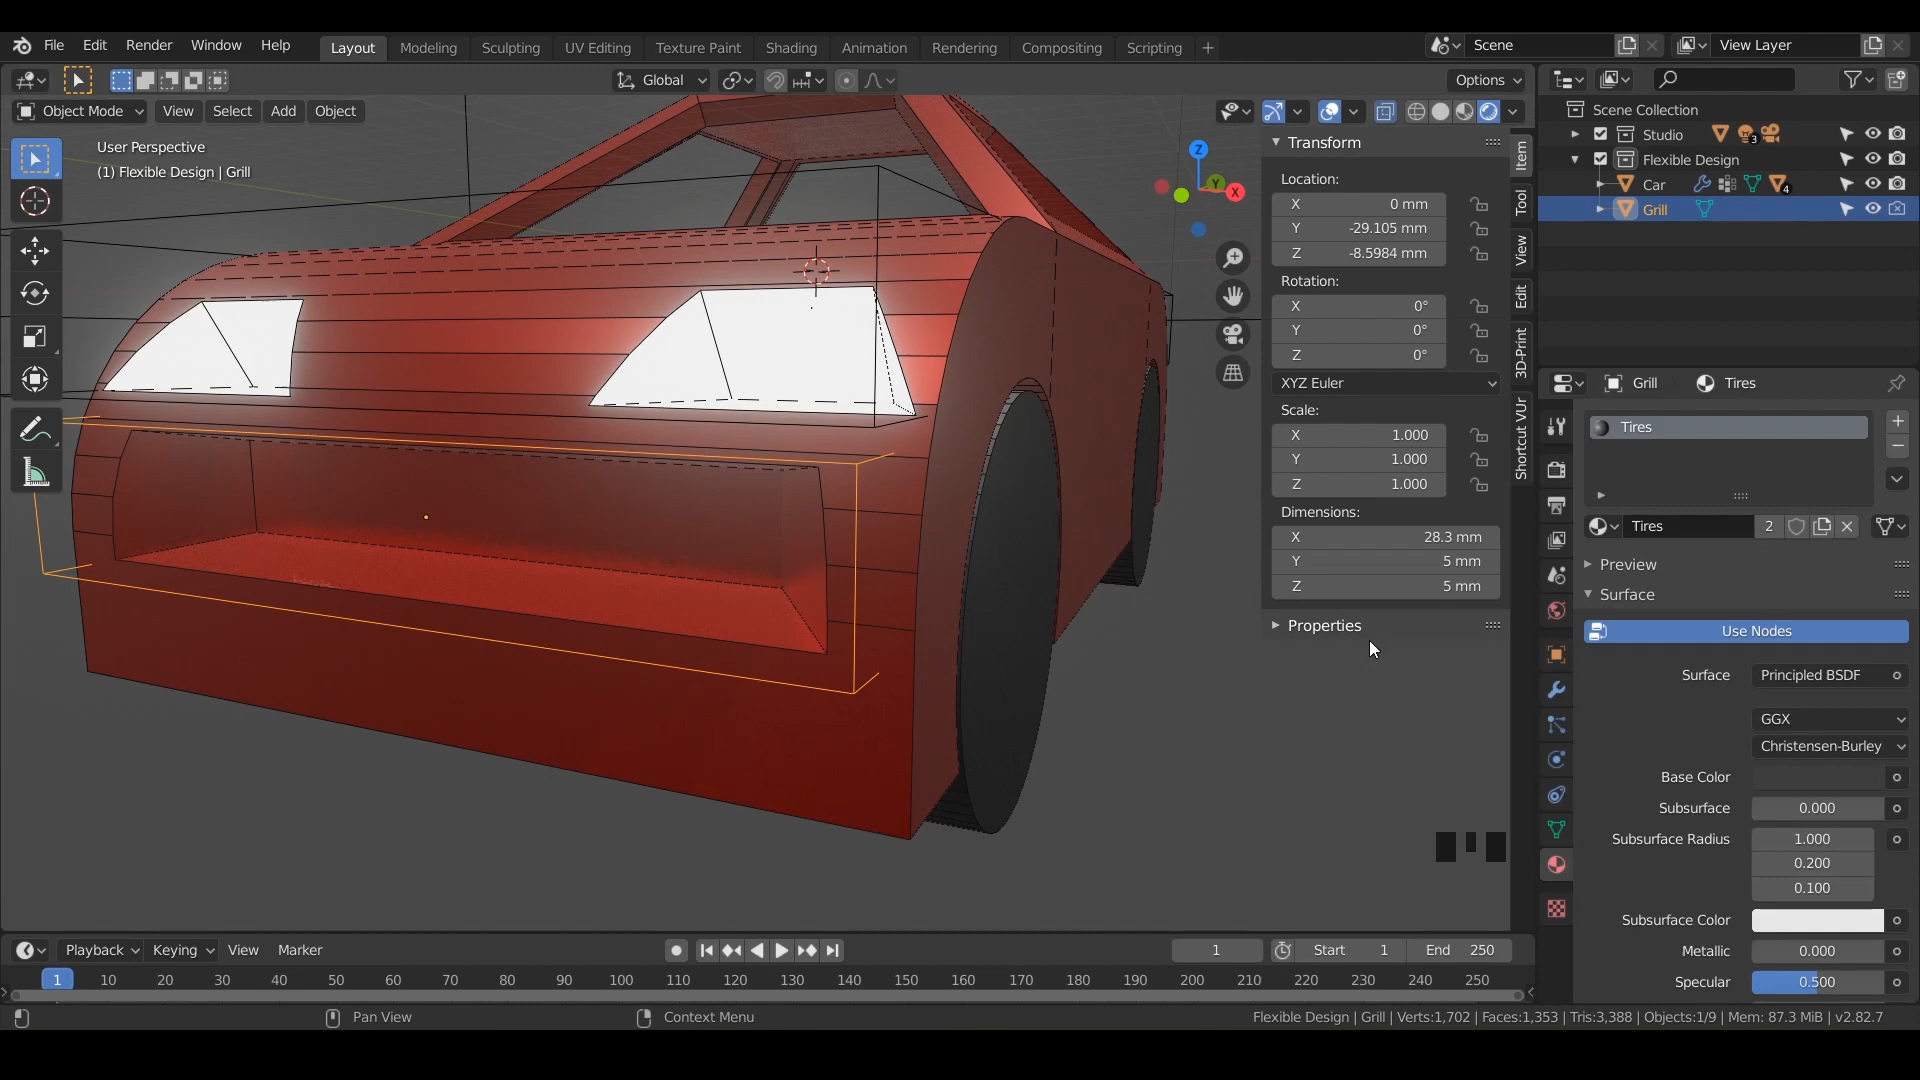 File Edit Render Window Help Layout Modeling Sculpting UV Editing Texture Paint Shading Animation Rendering Compositing Scripting + Scene View Layer
Global Options
Object Mode View Select Add Object
User Perspective
(1) Flexible Design | Grill
Z
Y
X
Transform
Location:
X 0 mm
Y -29.105 mm
Z -8.5984 mm
Rotation:
X 0°
Y 0°
Z 0°
XYZ Euler
Scale:
X 1.000
Y 1.000
Z 1.000
Dimensions:
X 28.3 mm
Y 5 mm
Z 5 mm
Properties
Item
Tool
View
Edit
3D-Print
Shortcut VUr
Scene Collection
Studio 3
Flexible Design
Car 4
Grill
Grill Tires
Tires
Tires 2
Preview
Surface
Use Nodes
Surface Principled BSDF
GGX
Christensen-Burley
Base Color
Subsurface 0.000
Subsurface Radius 1.000
0.200
0.100
Subsurface Color
Metallic 0.000
Specular 0.500
Playback Keying View Marker 1 Start 1 End 250
1 10 20 30 40 50 60 70 80 90 100 110 120 130 140 150 160 170 180 190 200 210 220 230 240 250
Pan View Context Menu Flexible Design | Grill | Verts:1,702 | Faces:1,353 | Tris:3,388 | Objects:1/9 | Mem: 87.3 MiB | v2.82.7